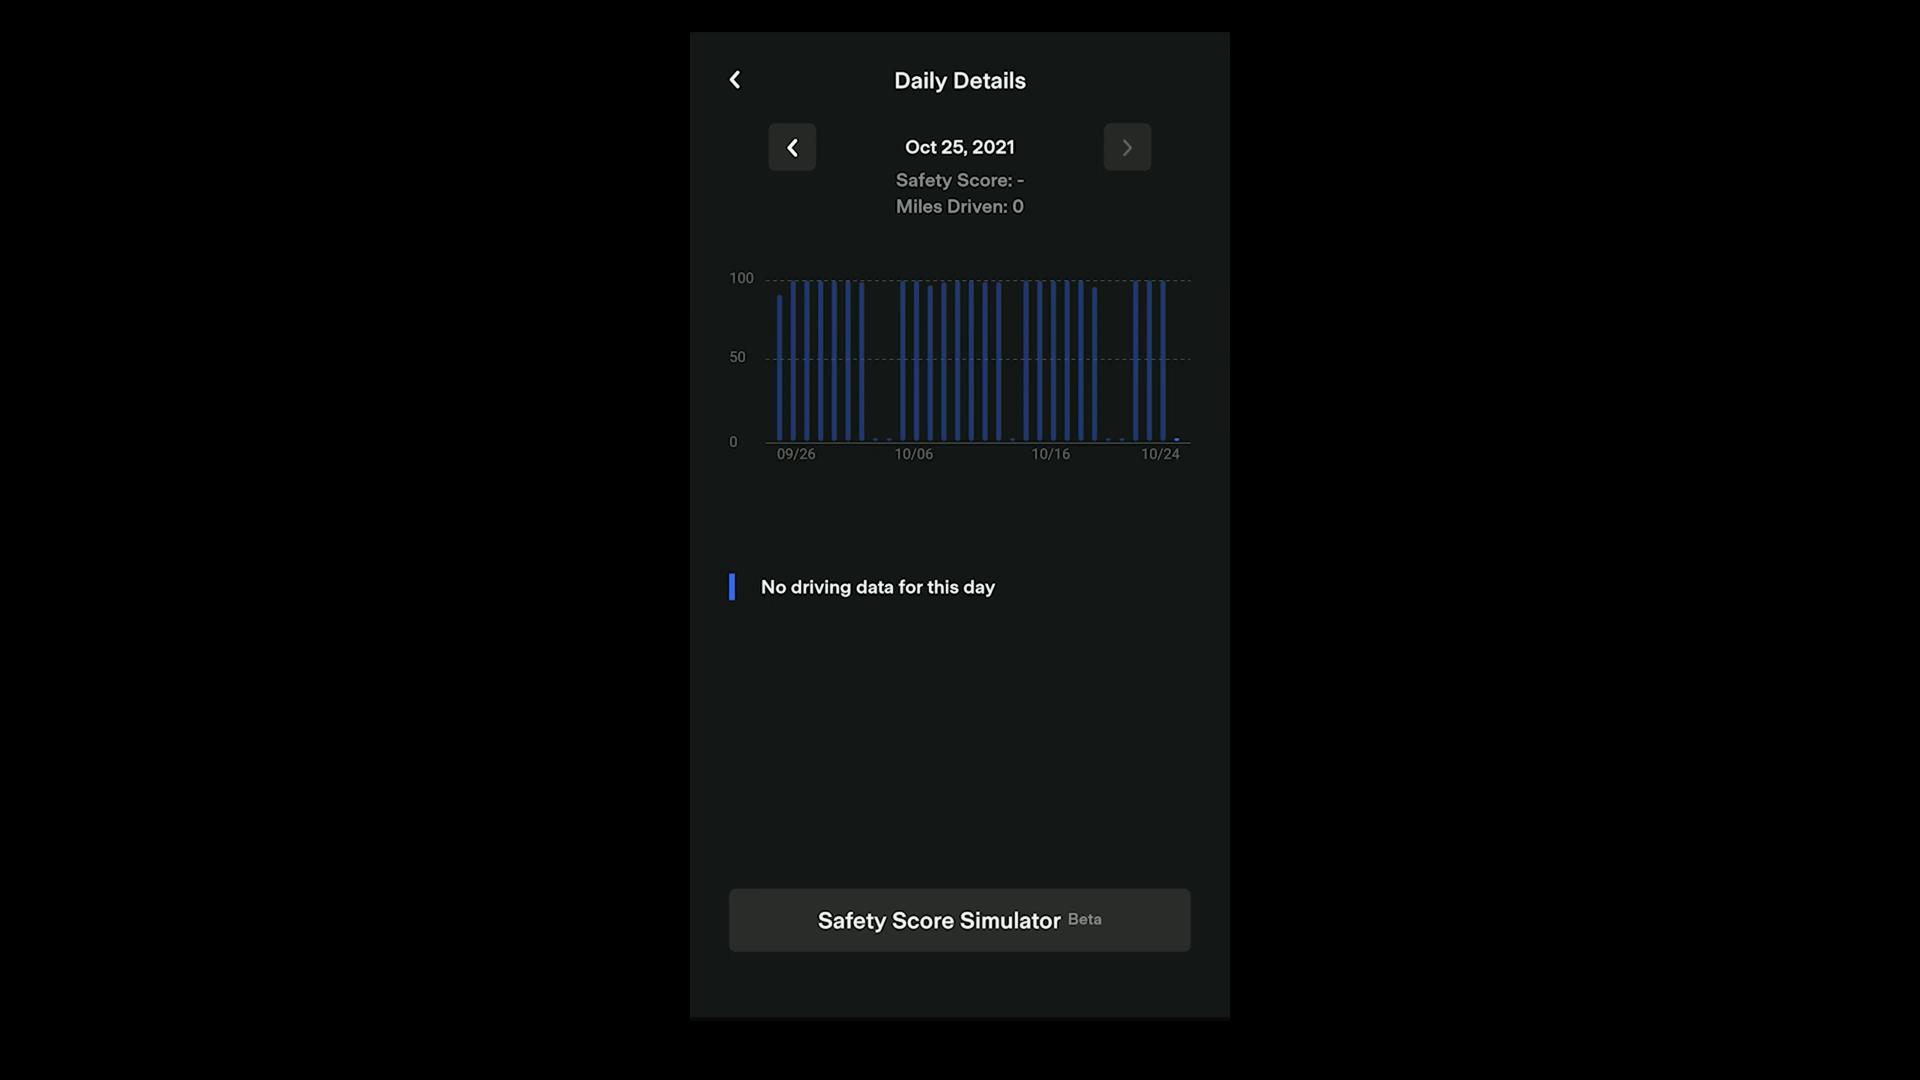 Daily Details
Oct 25, 2021
Safety Score: -
Miles Driven: 0
100
50
0
09/26 10/06 10/16 10/24
No driving data for this day
Safety Score Simulator Beta